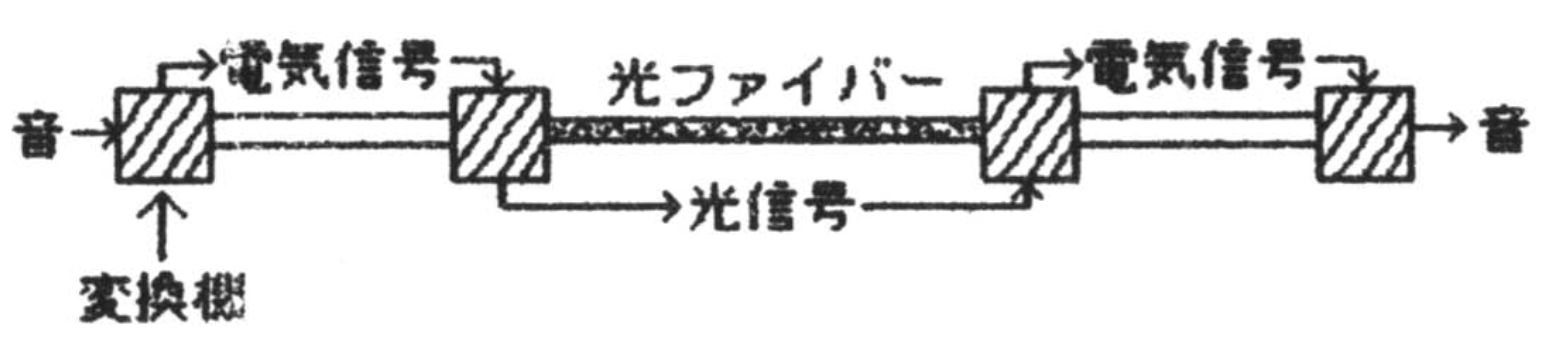 電気信号
光ファイバー
電気信号
音
音
光信号
変換機